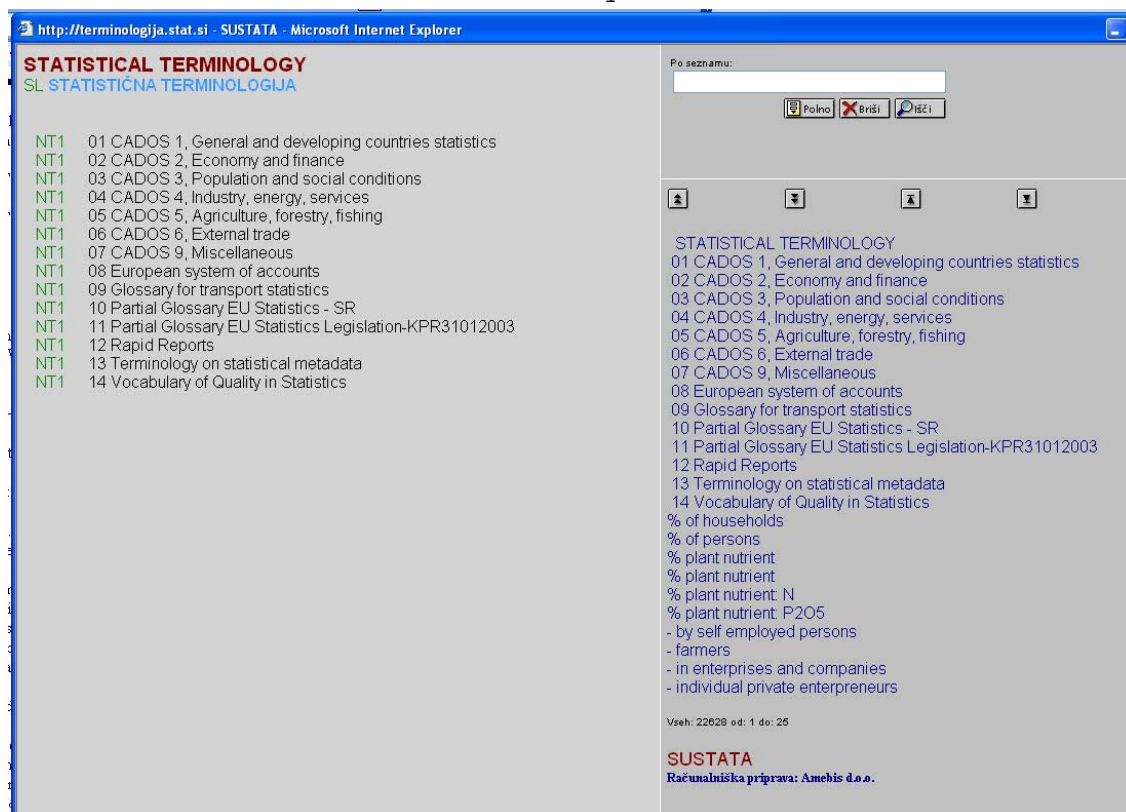 http://terminologija.stat.si - SUSTATA - Microsoft Internet Explorer
STATISTICAL TERMINOLOGY
SL STATISTIČNA TERMINOLOGIJA
NT1 01 CADOS 1, General and developing countries statistics
NT1 02 CADOS 2, Economy and finance
NT1 03 CADOS 3, Population and social conditions
NT1 04 CADOS 4, Industry, energy, services
NT1 05 CADOS 5, Agriculture, forestry, fishing
NT1 06 CADOS 6, External trade
NT1 07 CADOS 9, Miscellaneous
NT1 08 European system of accounts
NT1 09 Glossary for transport statistics
NT1 10 Partial Glossary EU Statistics - SR
NT1 11 Partial Glossary EU Statistics Legislation-KPR31012003
NT1 12 Rapid Reports
NT1 13 Terminology on statistical metadata
NT1 14 Vocabulary of Quality in Statistics
Po seznamu:
Polno Briši Išči
STATISTICAL TERMINOLOGY
01 CADOS 1, General and developing countries statistics
02 CADOS 2, Economy and finance
03 CADOS 3, Population and social conditions
04 CADOS 4, Industry, energy, services
05 CADOS 5, Agriculture, forestry, fishing
06 CADOS 6, External trade
07 CADOS 9, Miscellaneous
08 European system of accounts
09 Glossary for transport statistics
10 Partial Glossary EU Statistics - SR
11 Partial Glossary EU Statistics Legislation-KPR31012003
12 Rapid Reports
13 Terminology on statistical metadata
14 Vocabulary of Quality in Statistics
% of households
% of persons
% plant nutrient
% plant nutrient
% plant nutrient: N
% plant nutrient: P2O5
- by self employed persons
- farmers
- in enterprises and companies
- individual private enterpreneurs
Vseh: 22628 od: 1 do: 25
SUSTATA
Računalniška priprava: Amebis d.o.o.